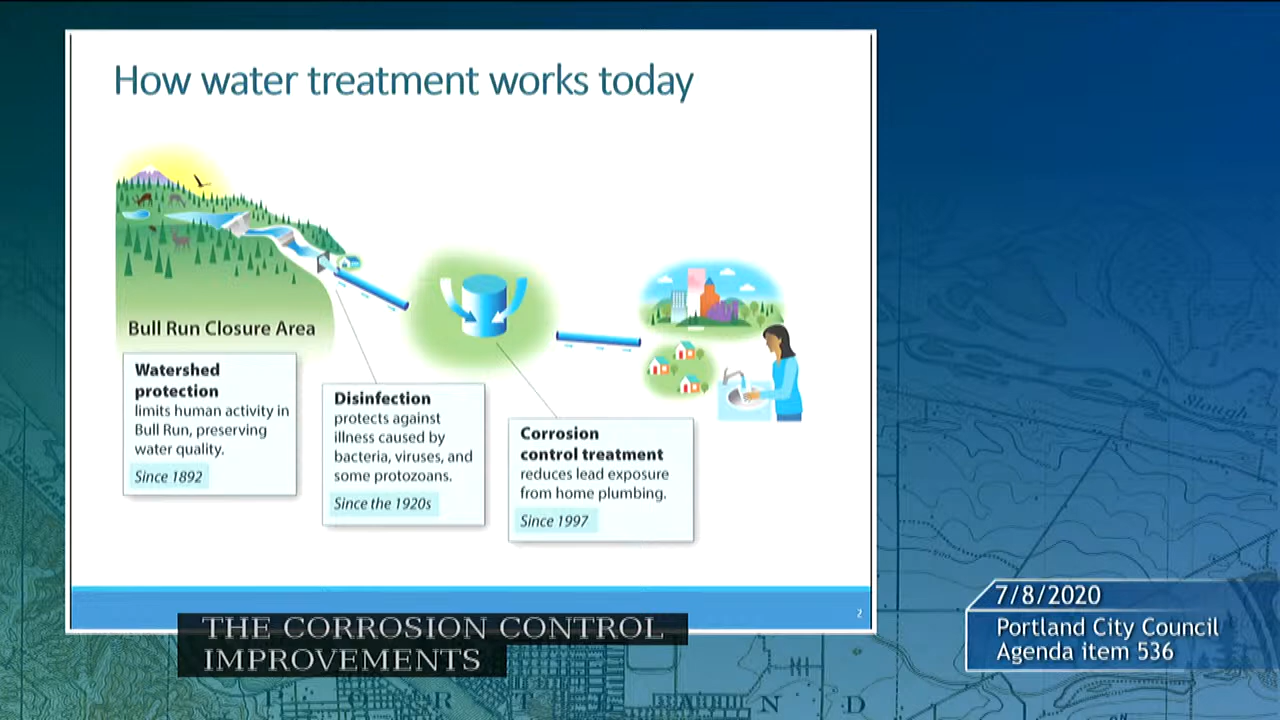 How water treatment works today
Bull Run Closure Area
Watershed
protection
limits human activity in
Bull Run, preserving
water quality.
Since 1892
Disinfection
protects against
illness caused by
bacteria, viruses, and
some protozoans.
Since the 1920s
Corrosion
control treatment
reduces lead exposure
from home plumbing.
Since 1997
2
THE CORROSION CONTROL
IMPROVEMENTS
7/8/2020
Portland City Council
Agenda item 536
Slough